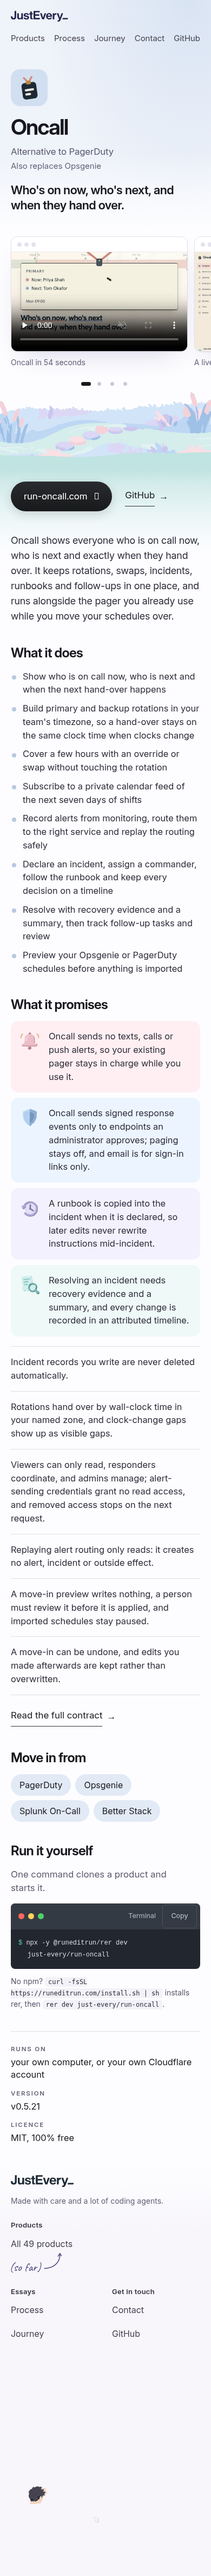 JustEvery_
Products Process Journey Contact GitHub
Oncall
Alternative to PagerDuty
Also replaces Opsgenie
Who's on now, who's next, and
when they hand over.
PRIMARY
Now: Priya Shah
Next: Tom Okafor
Who's on now, who's next
and when they hand over
0:00
Oncall in 54 seconds
A live
run-oncall.com
GitHub →
Oncall shows everyone who is on call now,
who is next and exactly when they hand
over. It keeps rotations, swaps, incidents,
runbooks and follow-ups in one place, and
runs alongside the pager you already use
while you move your schedules over.
What it does
Show who is on call now, who is next and
when the next hand-over happens
Build primary and backup rotations in your
team's timezone, so a hand-over stays on
the same clock time when clocks change
Cover a few hours with an override or
swap without touching the rotation
Subscribe to a private calendar feed of
the next seven days of shifts
Record alerts from monitoring, route them
to the right service and replay the routing
safely
Declare an incident, assign a commander,
follow the runbook and keep every
decision on a timeline
Resolve with recovery evidence and a
summary, then track follow-up tasks and
review
Preview your Opsgenie or PagerDuty
schedules before anything is imported
What it promises
Oncall sends no texts, calls or
push alerts, so your existing
pager stays in charge while you
use it.
Oncall sends signed response
events only to endpoints an
administrator approves; paging
stays off, and email is for sign-in
links only.
A runbook is copied into the
incident when it is declared, so
later edits never rewrite
instructions mid-incident.
Resolving an incident needs
recovery evidence and a
summary, and every change is
recorded in an attributed timeline.
Incident records you write are never deleted
automatically.
Rotations hand over by wall-clock time in
your named zone, and clock-change gaps
show up as visible gaps.
Viewers can only read, responders
coordinate, and admins manage; alert-
sending credentials grant no read access,
and removed access stops on the next
request.
Replaying alert routing only reads: it creates
no alert, incident or outside effect.
A move-in preview writes nothing, a person
must review it before it is applied, and
imported schedules stay paused.
A move-in can be undone, and edits you
made afterwards are kept rather than
overwritten.
Read the full contract →
Move in from
PagerDuty Opsgenie
Splunk On-Call Better Stack
Run it yourself
One command clones a product and
starts it.
Terminal Copy
$ npx -y @runeditrun/rer dev
just-every/run-oncall
No npm? curl -fsSL
https://runeditrun.com/install.sh | sh installs
rer, then rer dev just-every/run-oncall.
RUNS ON
your own computer, or your own Cloudflare
account
VERSION
v0.5.21
LICENCE
MIT, 100% free
JustEvery_
Made with care and a lot of coding agents.
Products
All 49 products
(so far)
Essays Get in touch
Process Contact
Journey GitHub